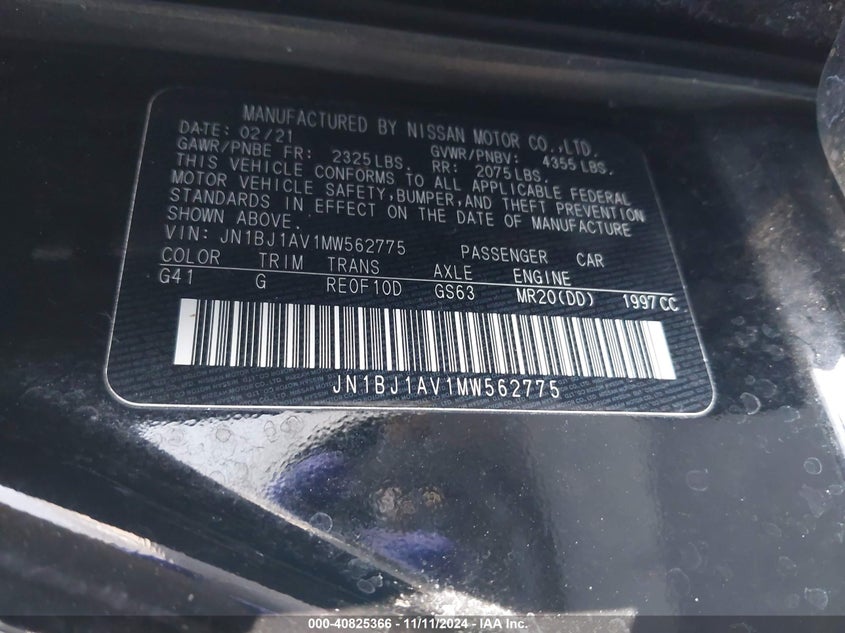 MANUFACTURED BY NISSAN MOTOR CO.,LTD.
DATE: 02/21 GVWR/PNBV: 4355 LBS.
GAWR/PNBE FR: 2325 LBS. RR: 2075 LBS.
THIS VEHICLE CONFORMS TO ALL APPLICABLE FEDERAL
MOTOR VEHICLE SAFETY, BUMPER, AND THEFT PREVENTION
STANDARDS IN EFFECT ON THE DATE OF MANUFACTURE
SHOWN ABOVE.
VIN: JN1BJ1AV1MW562775 PASSENGER CAR
COLOR TRIM TRANS AXLE ENGINE
G41 G RE0F10D GS63 MR20(DD) 1997CC
JN1BJ1AV1MW562775
000-40825366 - 11/11/2024 - IAA Inc.